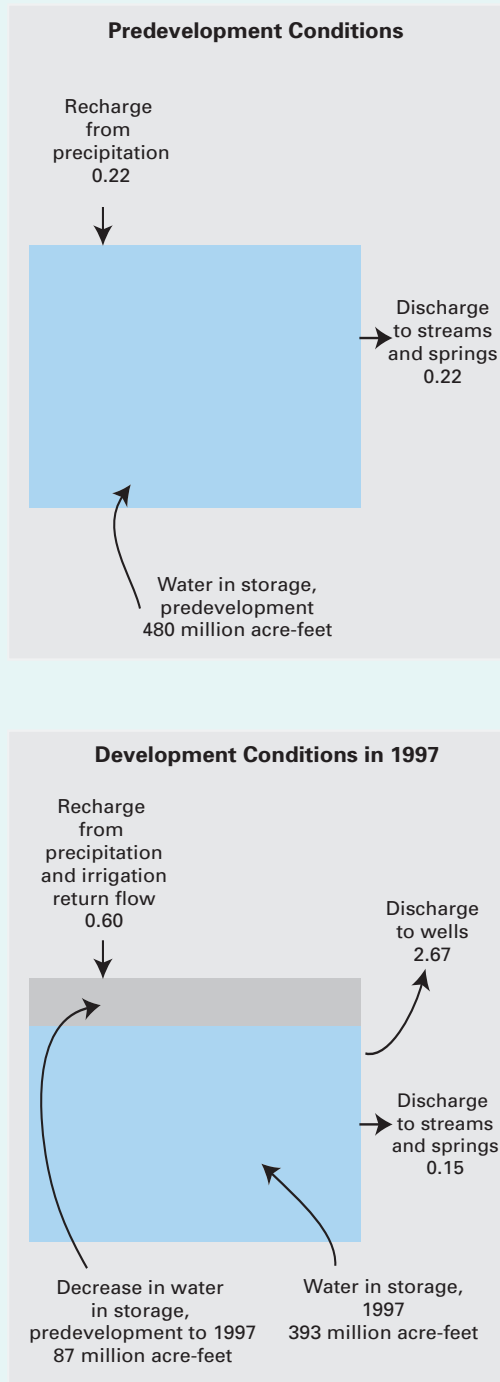 Predevelopment Conditions
Recharge
from
precipitation
0.22
Discharge
to streams
and springs
0.22
Water in storage,
predevelopment
480 million acre-feet
Development Conditions in 1997
Recharge
from
precipitation
and irrigation
return flow
0.60
Discharge
to wells
2.67
Discharge
to streams
and springs
0.15
Decrease in water
in storage,
predevelopment to 1997
87 million acre-feet
Water in storage,
1997
393 million acre-feet